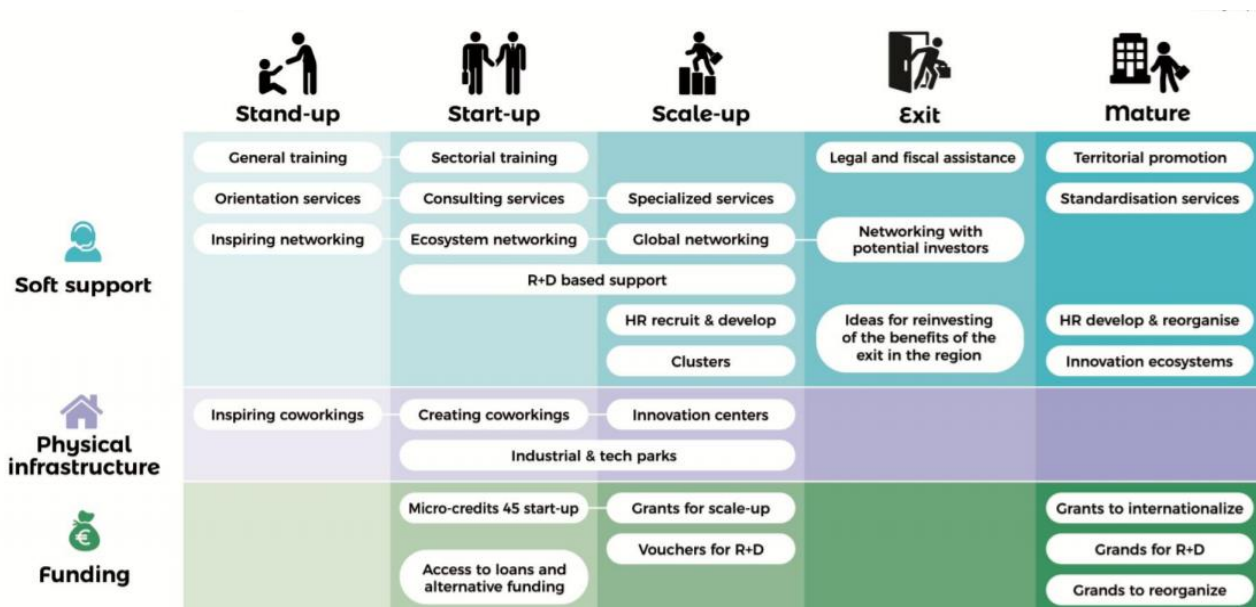 Stand-up
Start-up
Scale-up
Exit
Mature
Soft support
General training
Sectorial training
Legal and fiscal assistance
Territorial promotion
Orientation services
Consulting services
Specialized services
Standardisation services
Inspiring networking
Ecosystem networking
Global networking
Networking with
potential investors
R+D based support
HR recruit & develop
Ideas for reinvesting
of the benefits of the
exit in the region
HR develop & reorganise
Clusters
Innovation ecosystems
Physical
infrastructure
Inspiring coworkings
Creating coworkings
Innovation centers
Industrial & tech parks
Funding
€
Micro-credits 45 start-up
Grants for scale-up
Grants to internationalize
Vouchers for R+D
Grands for R+D
Access to loans and
alternative funding
Grands to reorganize